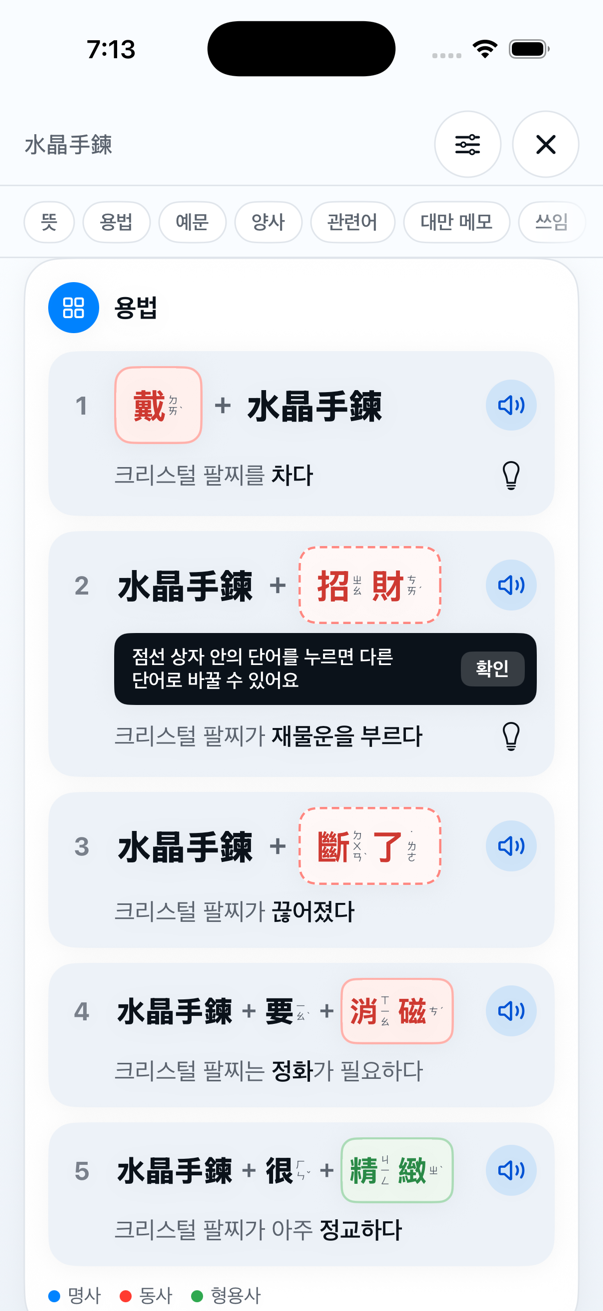 7:13
水晶手鍊
뜻 용법 예문 양사 관련어 대만 메모 쓰임
용법
1 戴ㄉㄞˋ + 水晶手鍊
크리스털 팔찌를 차다
2 水晶手鍊 + 招ㄓㄠ財ㄘㄞˊ
점선 상자 안의 단어를 누르면 다른
단어로 바꿀 수 있어요
확인
크리스털 팔찌가 재물운을 부르다
3 水晶手鍊 + 斷ㄉㄨㄢˋ了˙ㄌㄜ
크리스털 팔찌가 끊어졌다
4 水晶手鍊 + 要ㄧㄠˋ + 消ㄒㄧㄠ磁ㄘˊ
크리스털 팔찌는 정화가 필요하다
5 水晶手鍊 + 很ㄏㄣˇ + 精ㄐㄧㄥ緻ㄓˋ
크리스털 팔찌가 아주 정교하다
명사 동사 형용사